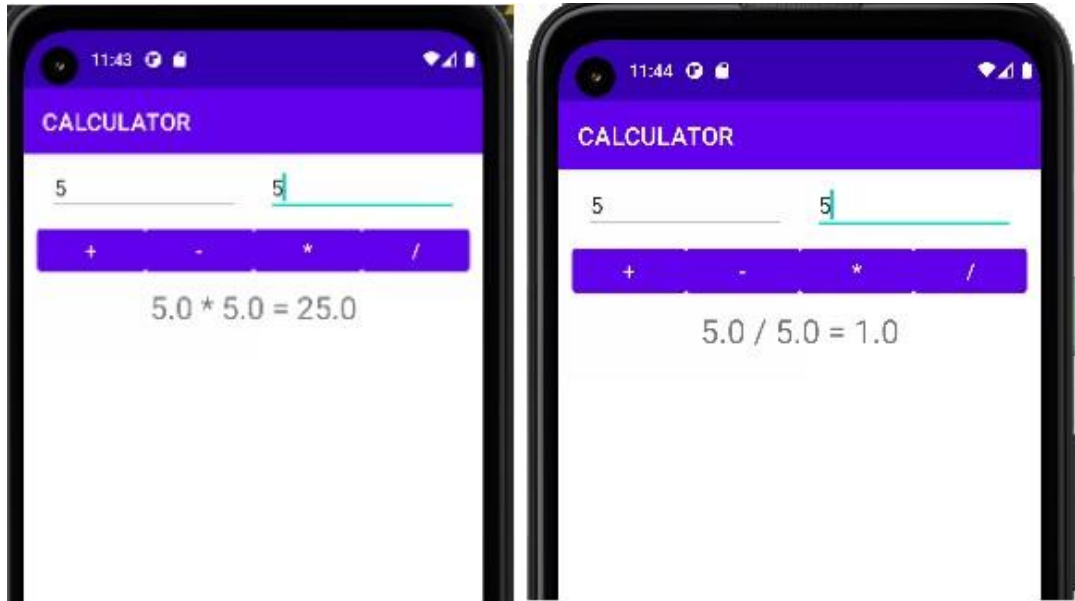 11:43
CALCULATOR
5 5
+ - * /
5.0 * 5.0 = 25.0
11:44
CALCULATOR
5 5
+ - * /
5.0 / 5.0 = 1.0